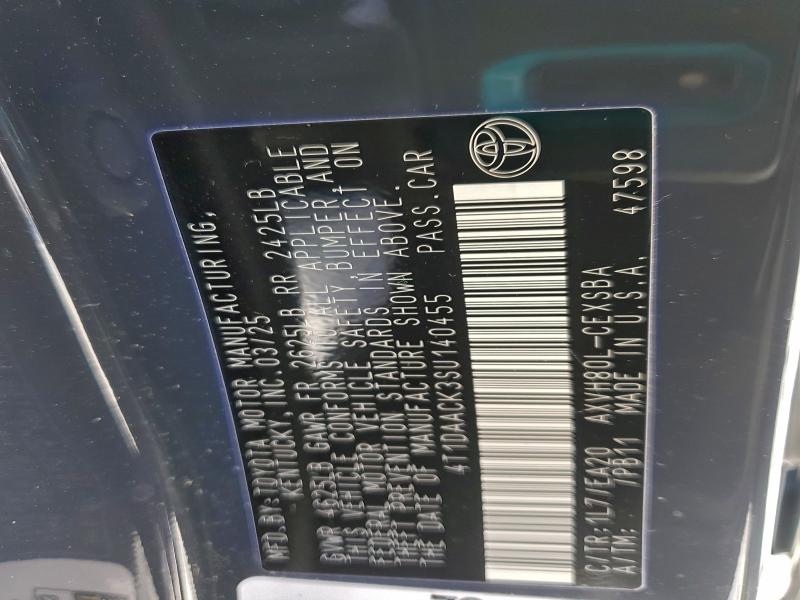 MFD.BY:TOYOTA MOTOR MANUFACTURING,
KENTUCKY, INC. 03/25
GVWR 4625LB GAWR FR 2625LB RR 2425LB
THIS VEHICLE CONFORMS TO ALL APPLICABLE
FEDERAL MOTOR VEHICLE SAFETY, BUMPER, AND
THEFT PREVENTION STANDARDS IN EFFECT ON
THE DATE OF MANUFACTURE SHOWN ABOVE.
4T1DAACK3SU140455 PASS.CAR
C/TR:1L7/EA20 AXVH80L-CEXSBA
A/TM: /PB11 MADE IN U.S.A. 47598